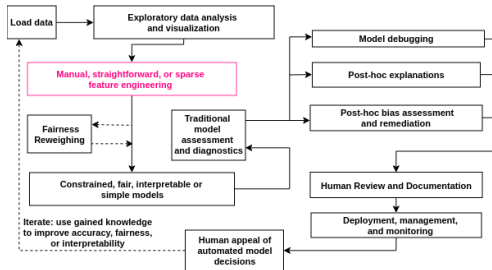 Load data
Exploratory data analysis
and visualization
Manual, straightforward, or sparse
feature engineering
Fairness
Reweighing
Constrained, fair, interpretable or
simple models
Traditional
model
assessment
and diagnostics
Model debugging
Post-hoc explanations
Post-hoc bias assessment
and remediation
Human Review and Documentation
Deployment, management,
and monitoring
Human appeal of
automated model
decisions
Iterate: use gained knowledge
to improve accuracy, fairness,
or interpretability